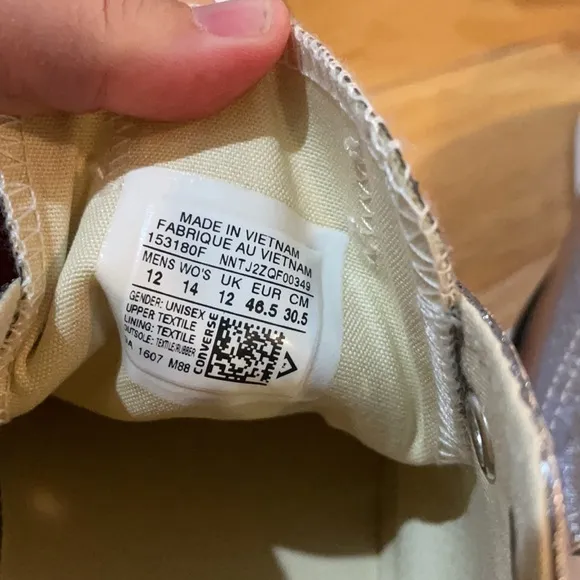 MADE IN VIETNAM
FABRIQUE AU VIETNAM
153180F NNTJ2ZQF00349
MENS WO'S UK EUR CM
12 14 12 46.5 30.5
GENDER: UNISEX
UPPER TEXTILE
LINING: TEXTILE
OUTSOLE: TEXTILE/RUBBER
1607 M88
CONVERSE